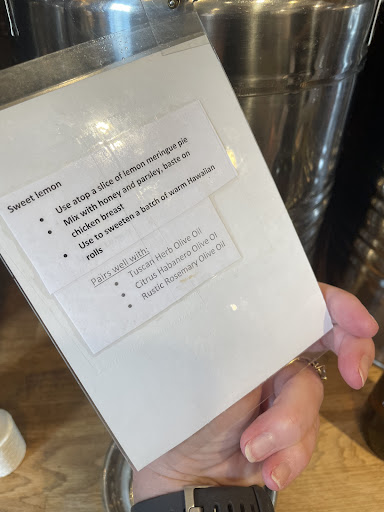 Sweet lemon
• Use atop a slice of lemon meringue pie
• Mix with honey and parsley, baste on
chicken breast
• Use to sweeten a batch of warm Hawaiian
rolls
Pairs well with:
• Tuscan Herb Olive Oil
• Citrus Habanero Olive Ol
• Rustic Rosemary Olive Oil